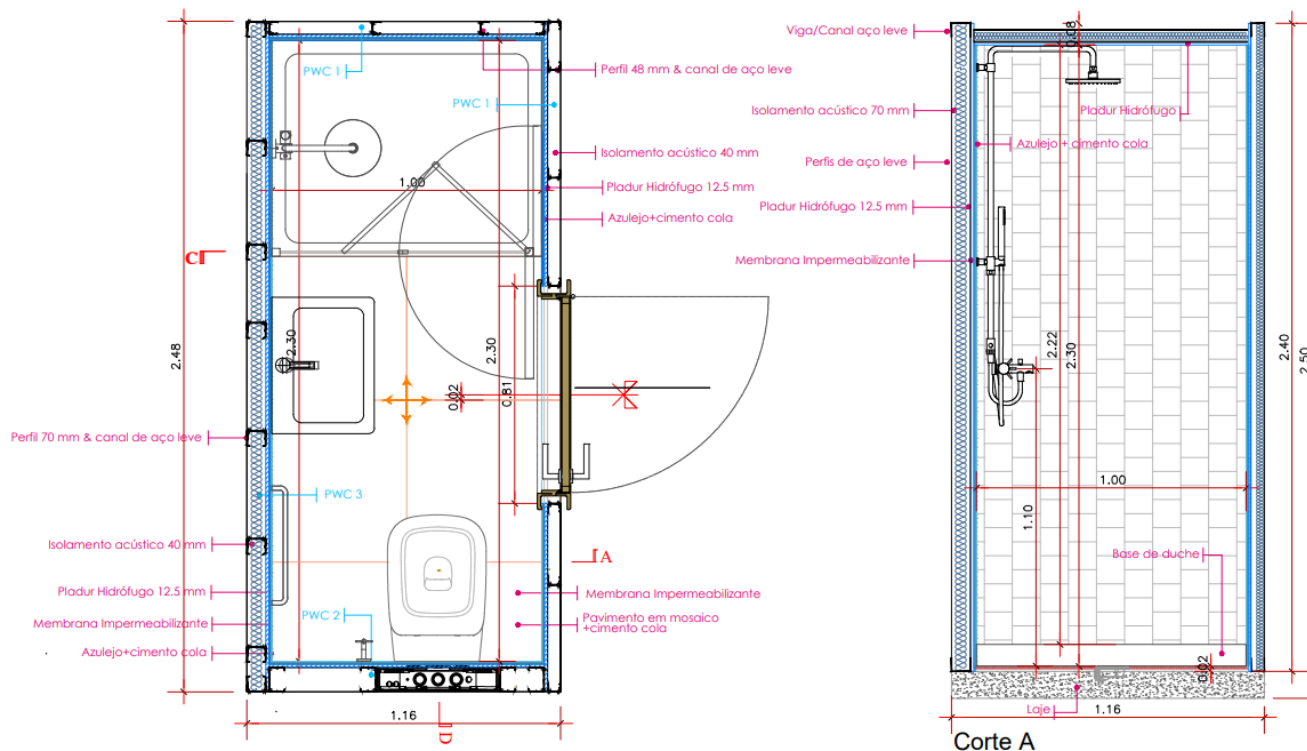 PWC 1
PWC 1
Perfil 48 mm & canal de aço leve
Isolamento acústico 40 mm
Pladur Hidrófugo 12.5 mm
Azulejo+cimento cola
1.00
C
2.48
2.30
2.30
0.02
0.81
Perfil 70 mm & canal de aço leve
PWC 3
Isolamento acústico 40 mm
Pladur Hidrófugo 12.5 mm
Membrana Impermeabilizante
Azulejo+cimento cola
PWC 2
A
Membrana Impermeabilizante
Pavimento em mosaico
+cimento cola
1.16
D
Viga/Canal aço leve
0.08
Isolamento acústico 70 mm
Pladur Hidrófugo
Azulejo + cimento cola
Perfis de aço leve
Pladur Hidrófugo 12.5 mm
Membrana Impermeabilizante
2.22
2.30
2.40
2.50
1.00
1.10
Base de duche
0.02
Laje
1.16
Corte A